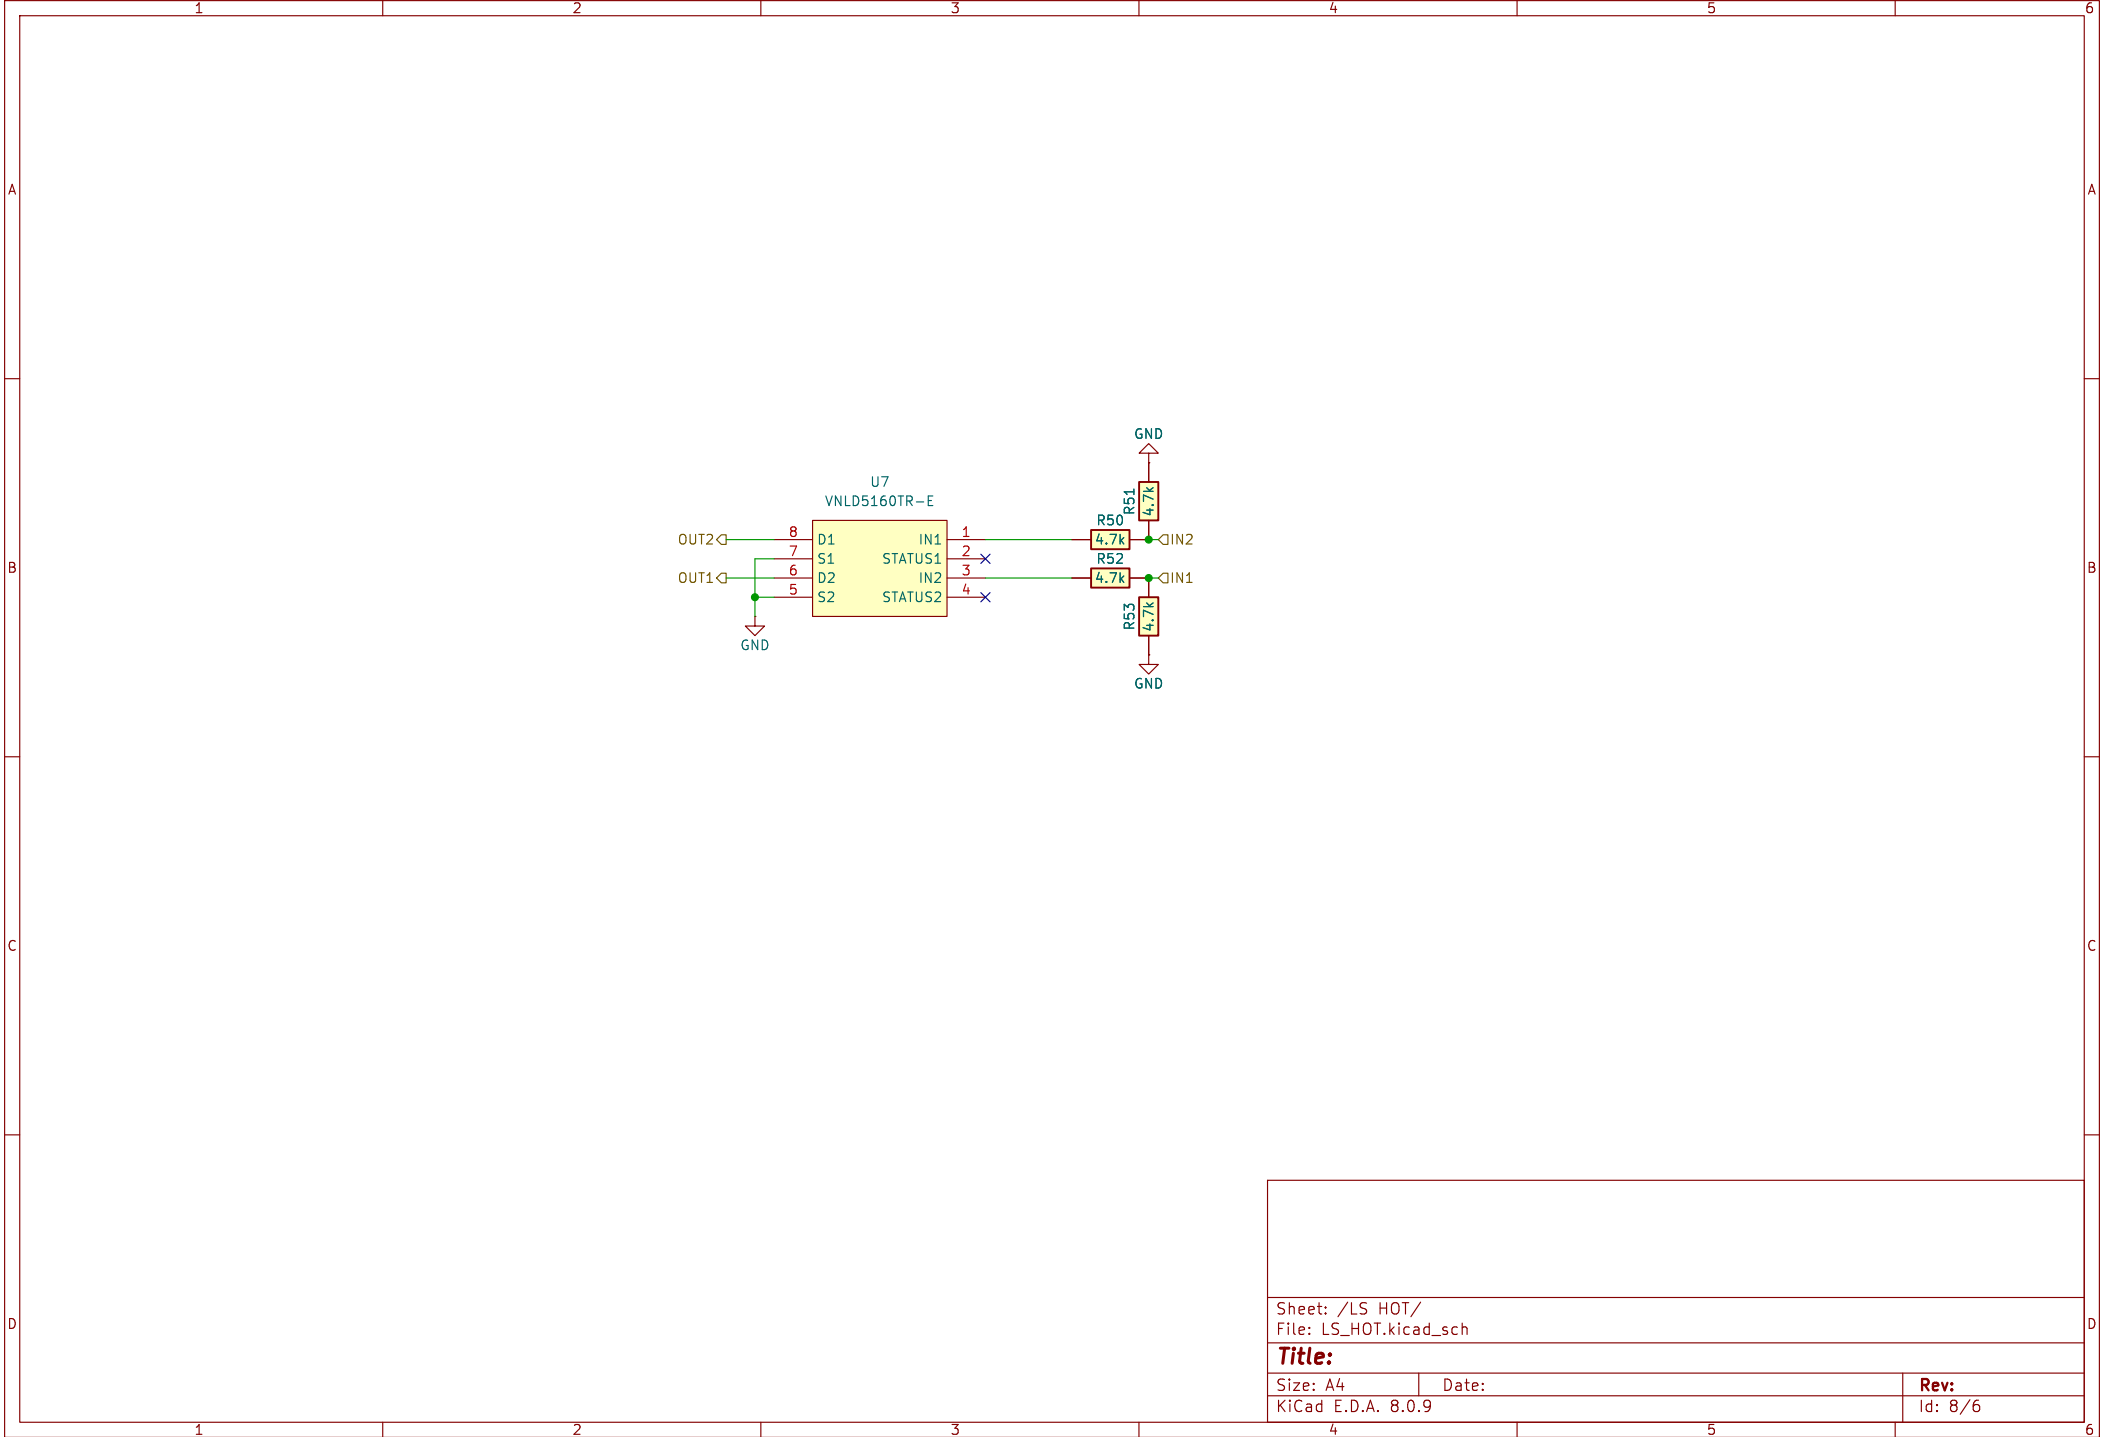 1 2 3 4 5 6
A A
GND
U7
VNLD5160TR-E
R51
4.7k
R50
OUT2 8 D1 IN1 1 4.7k IN2
7 S1 STATUS1 2 R52
B B
OUT1 6 D2 IN2 3 4.7k IN1
5 S2 STATUS2 4
R53
4.7k
GND
GND
C C
Sheet: /LS HOT/
D D
File: LS_HOT.kicad_sch
Title:
Size: A4 Date: Rev:
KiCad E.D.A. 8.0.9 Id: 8/6
1 2 3 4 5 6